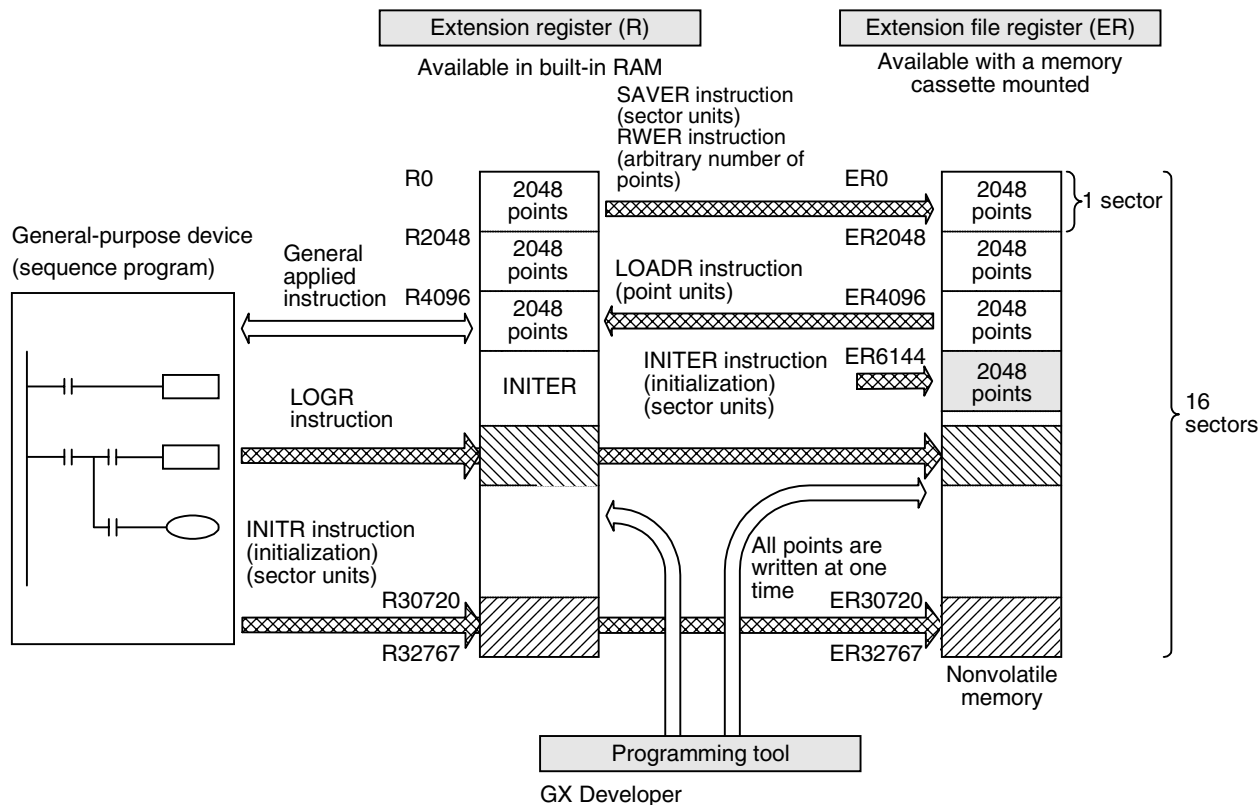 Extension register (R)
Available in built-in RAM
Extension file register (ER)
Available with a memory
cassette mounted
SAVER instruction
(sector units)
RWER instruction
(arbitrary number of
points)
R0
2048
points
ER0
2048
points
1 sector
General-purpose device
(sequence program)
General
applied
instruction
R2048
2048
points
LOADR instruction
(point units)
ER2048
2048
points
R4096
2048
points
ER4096
2048
points
INITER
INITER instruction
(initialization)
(sector units)
ER6144
2048
points
16
sectors
LOGR
instruction
INITR instruction
(initialization)
(sector units)
All points are
written at one
time
R30720
R32767
ER30720
ER32767
Nonvolatile
memory
Programming tool
GX Developer